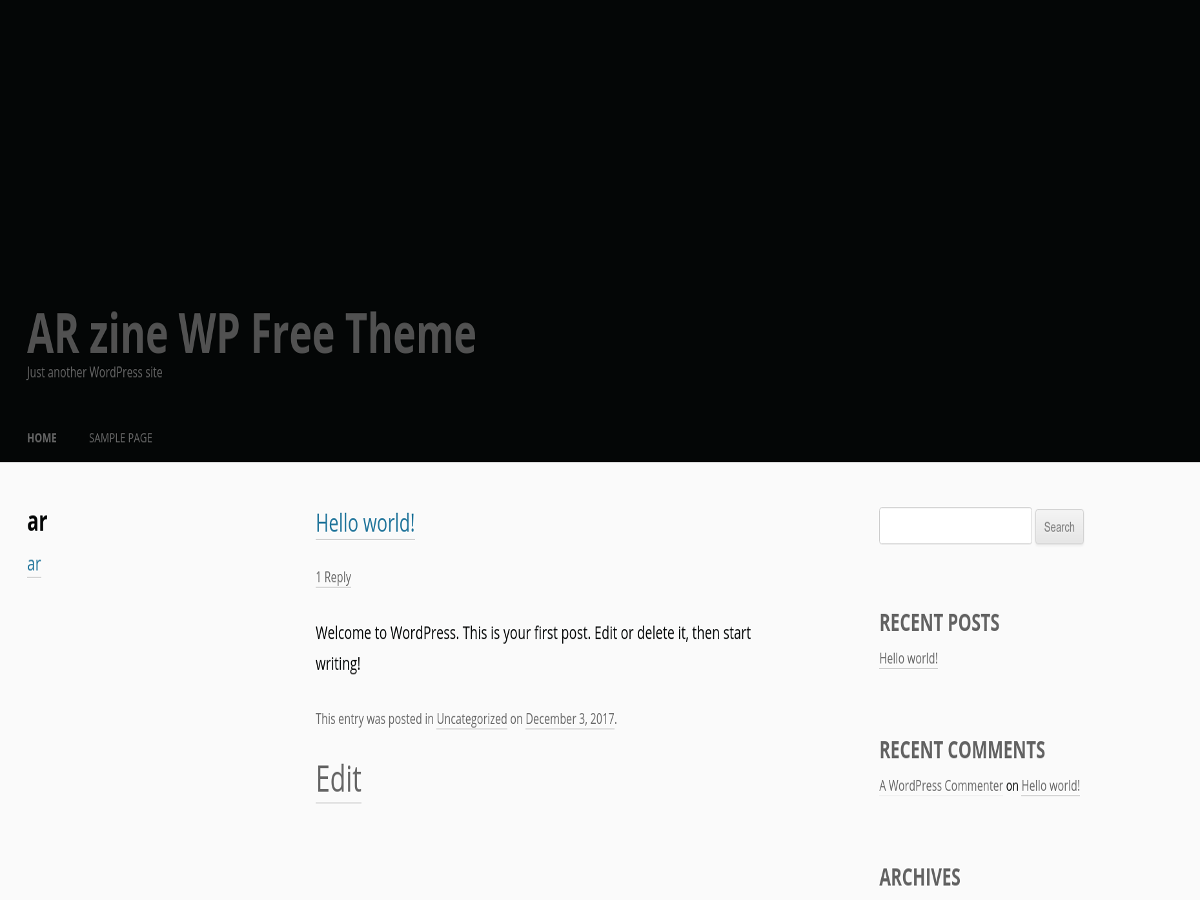 AR zine WP Free Theme
Just another WordPress site
HOME SAMPLE PAGE
ar
ar
Hello world!
1 Reply
Welcome to WordPress. This is your first post. Edit or delete it, then start
writing!
This entry was posted in Uncategorized on December 3, 2017.
Edit
Search
RECENT POSTS
Hello world!
RECENT COMMENTS
A WordPress Commenter on Hello world!
ARCHIVES